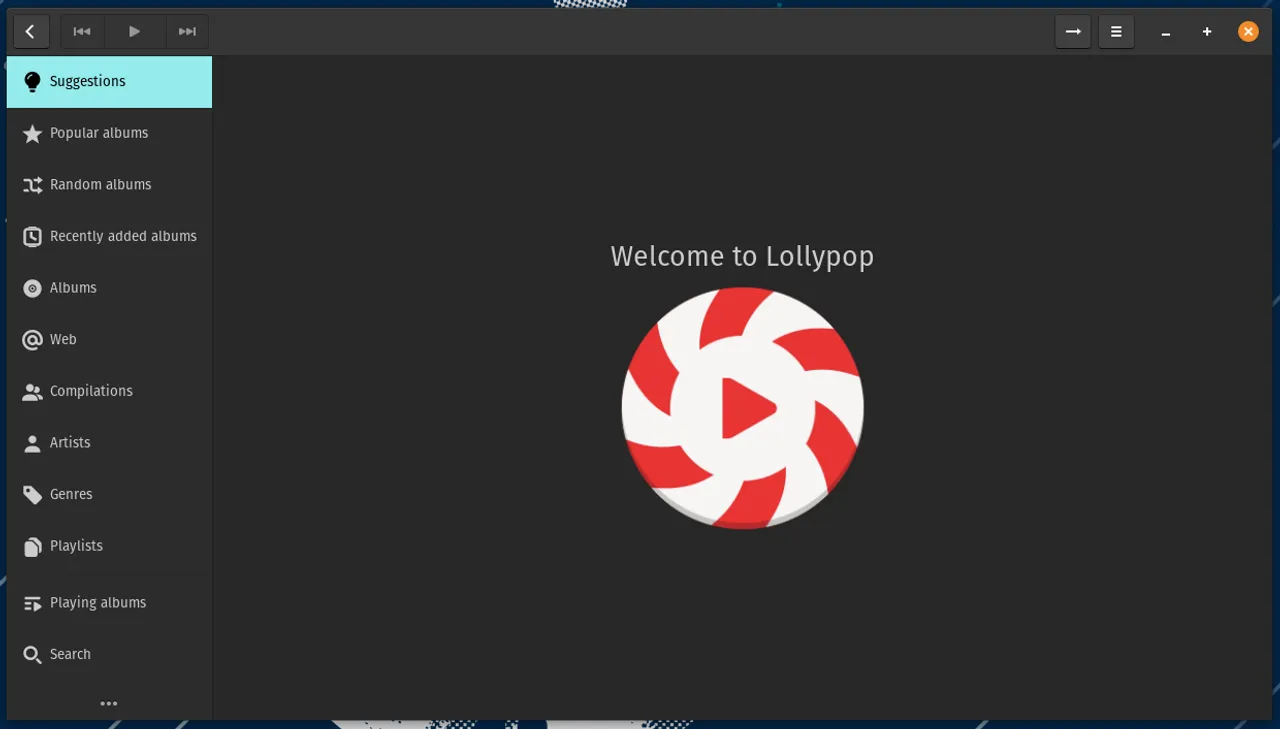 Suggestions
Popular albums
Random albums
Recently added albums
Albums
Web
Compilations
Artists
Genres
Playlists
Playing albums
Search
Welcome to Lollypop